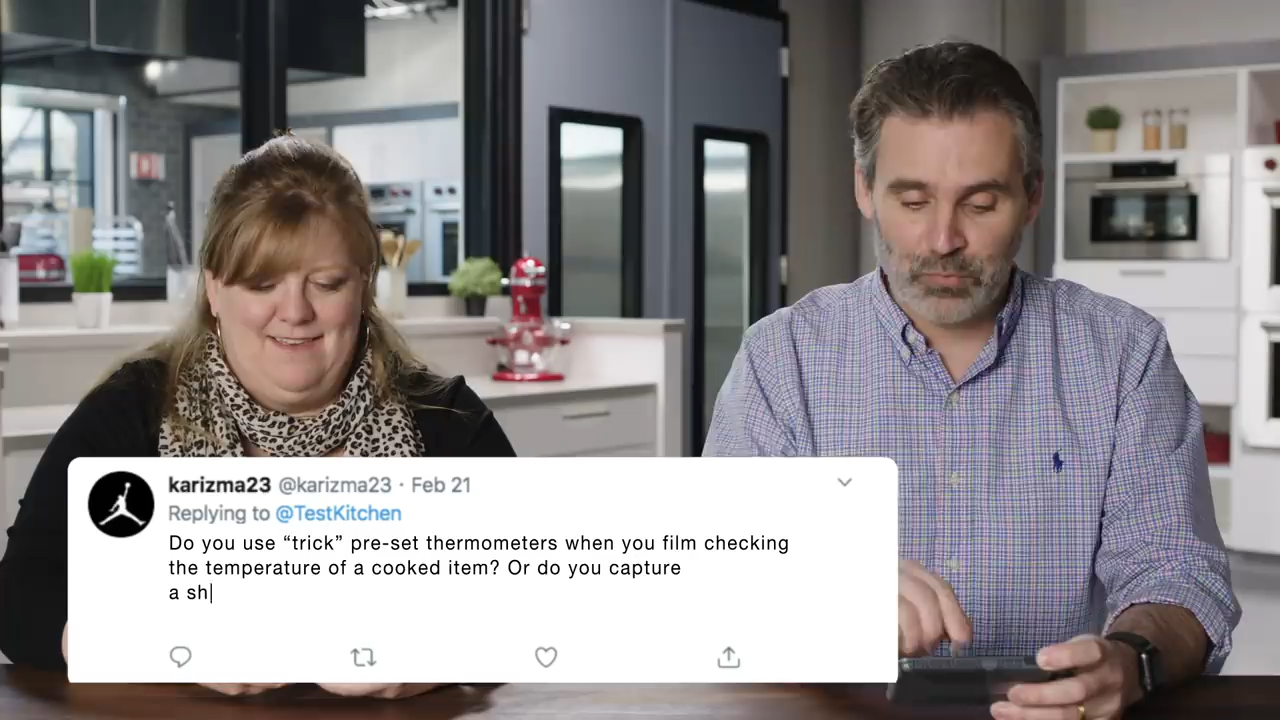 karizma23 @karizma23 · Feb 21
Replying to @TestKitchen
Do you use “trick” pre-set thermometers when you film checking
the temperature of a cooked item? Or do you capture
a sh